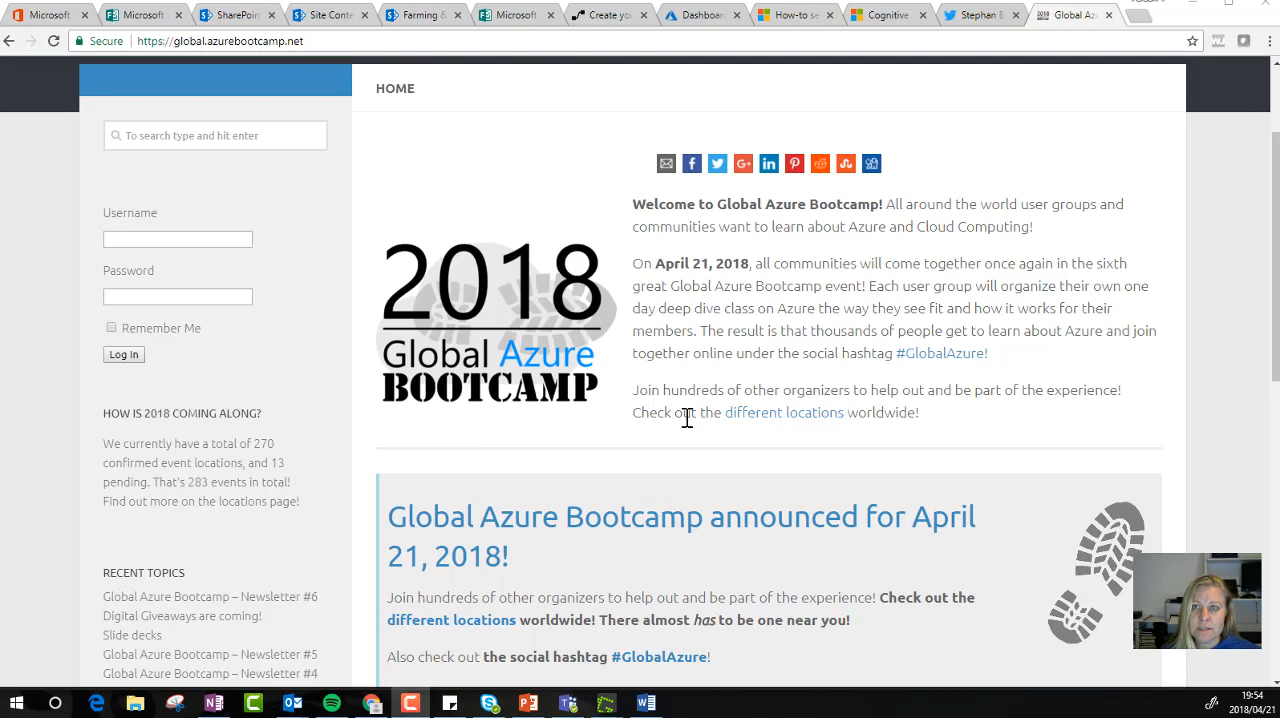 Microsoft
Microsoft
SharePoin
Site Conte
Farming &
Microsoft
Create you
Dashboard
How-to se
Cognitive
Stephan B
Global Az
Secure https://global.azurebootcamp.net
HOME
To search type and hit enter
Username
Password
Remember Me
Log In
HOW IS 2018 COMING ALONG?
We currently have a total of 270
confirmed event locations, and 13
pending. That's 283 events in total!
Find out more on the locations page!
RECENT TOPICS
Global Azure Bootcamp – Newsletter #6
Digital Giveaways are coming!
Slide decks
Global Azure Bootcamp – Newsletter #5
Global Azure Bootcamp – Newsletter #4
2018
Global Azure
BOOTCAMP
Welcome to Global Azure Bootcamp! All around the world user groups and
communities want to learn about Azure and Cloud Computing!
On April 21, 2018, all communities will come together once again in the sixth
great Global Azure Bootcamp event! Each user group will organize their own one
day deep dive class on Azure the way they see fit and how it works for their
members. The result is that thousands of people get to learn about Azure and join
together online under the social hashtag #GlobalAzure!
Join hundreds of other organizers to help out and be part of the experience!
Check out the different locations worldwide!
Global Azure Bootcamp announced for April
21, 2018!
Join hundreds of other organizers to help out and be part of the experience! Check out the
different locations worldwide! There almost has to be one near you!
Also check out the social hashtag #GlobalAzure!
19:54
2018/04/21